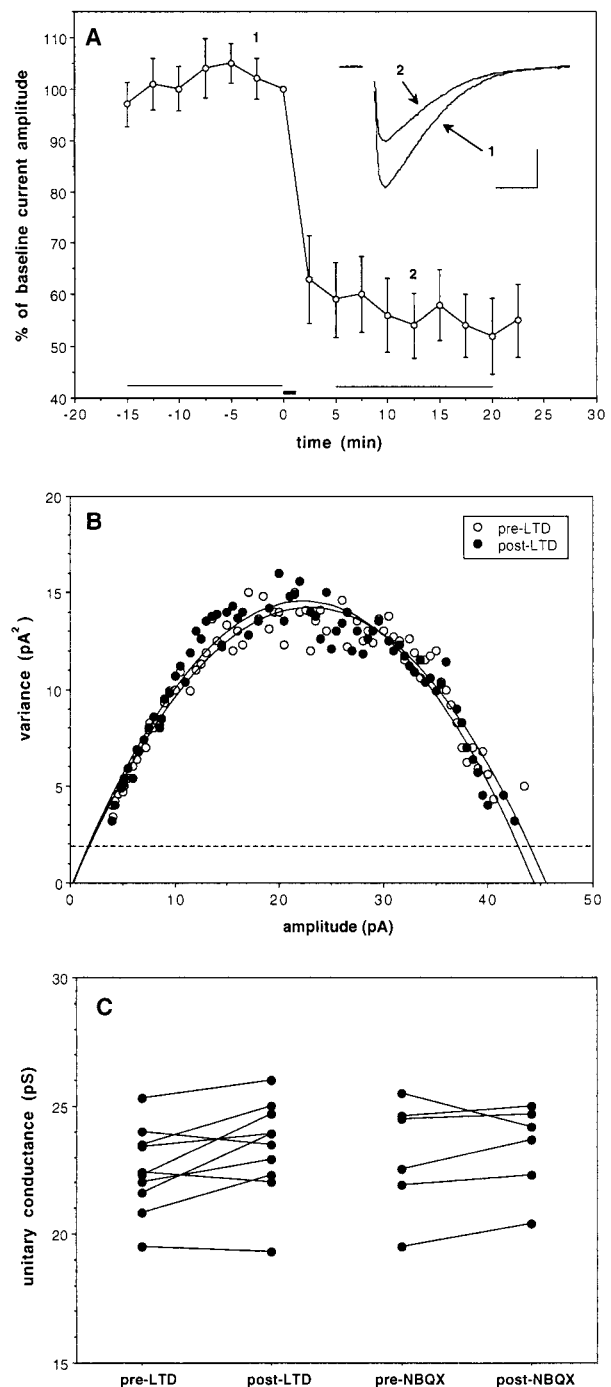 A
110
100
90
80
70
60
50
40
% of baseline current amplitude
1
2
2
1
-20 -15 -10 -5 0 5 10 15 20 25 30
time (min)
B
20
15
10
5
0
variance (pA²)
pre-LTD
post-LTD
0 10 20 30 40 50
amplitude (pA)
C
30
25
20
15
unitary conductance (pS)
pre-LTD post-LTD pre-NBQX post-NBQX